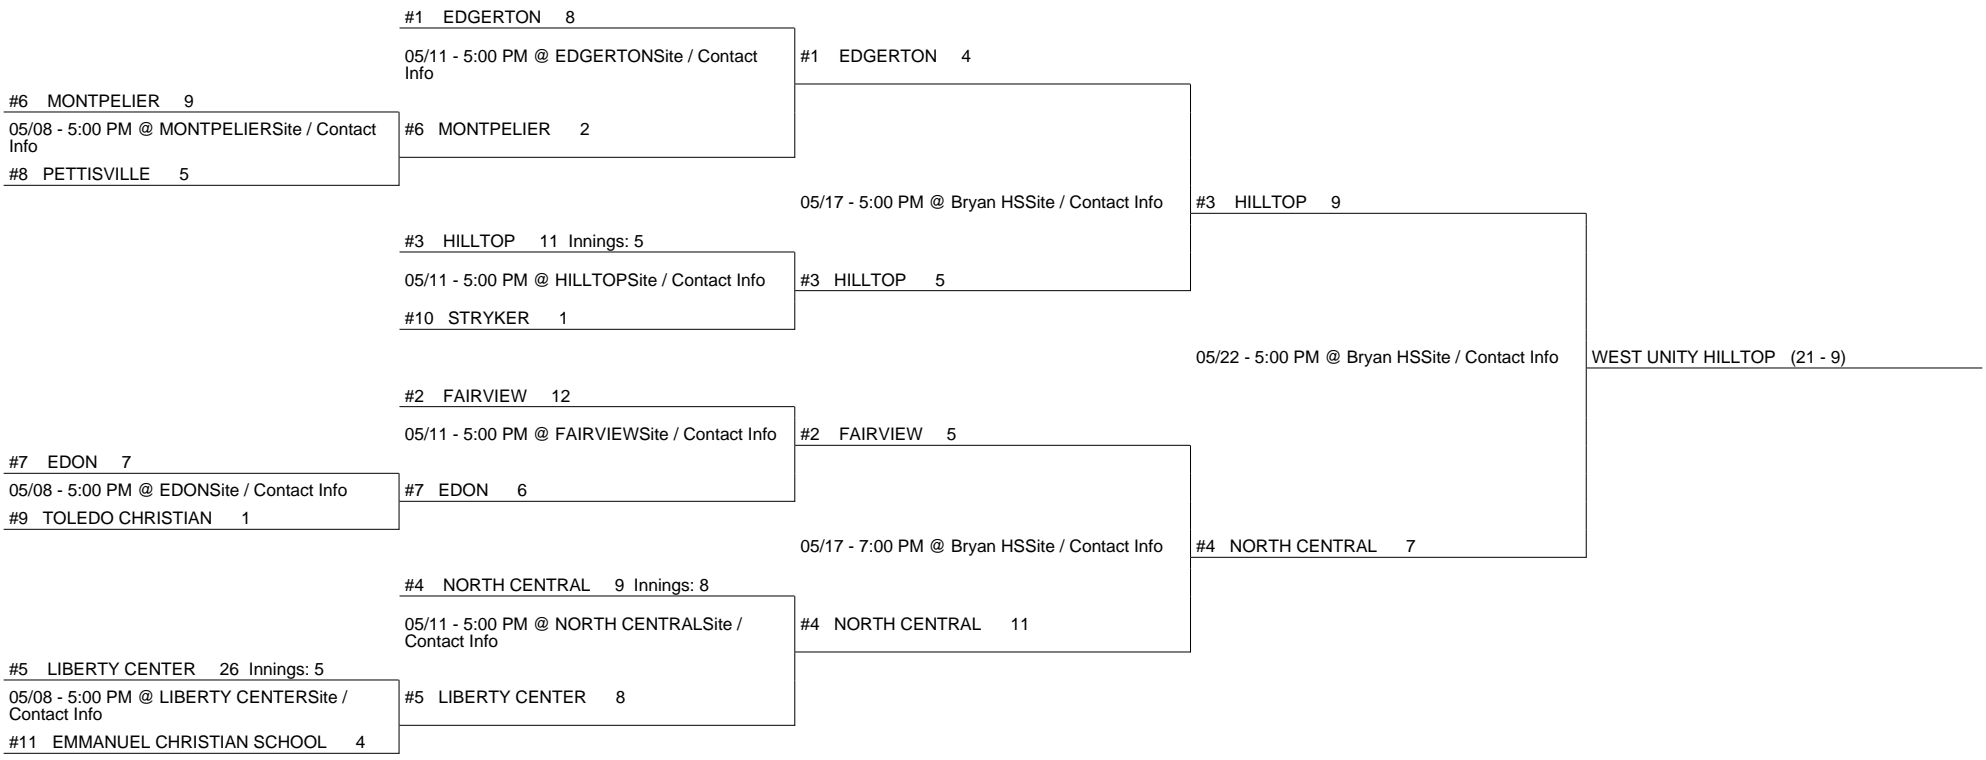 #1 EDGERTON 8
05/11 - 5:00 PM @ EDGERTONSite / Contact
Info
#1 EDGERTON 4
#6 MONTPELIER 9
05/08 - 5:00 PM @ MONTPELIERSite / Contact
Info
#6 MONTPELIER 2
#8 PETTISVILLE 5
05/17 - 5:00 PM @ Bryan HSSite / Contact Info
#3 HILLTOP 9
#3 HILLTOP 11 Innings: 5
05/11 - 5:00 PM @ HILLTOPSite / Contact Info
#3 HILLTOP 5
#10 STRYKER 1
05/22 - 5:00 PM @ Bryan HSSite / Contact Info
WEST UNITY HILLTOP (21 - 9)
#2 FAIRVIEW 12
05/11 - 5:00 PM @ FAIRVIEWSite / Contact Info
#2 FAIRVIEW 5
#7 EDON 7
05/08 - 5:00 PM @ EDONSite / Contact Info
#7 EDON 6
#9 TOLEDO CHRISTIAN 1
05/17 - 7:00 PM @ Bryan HSSite / Contact Info
#4 NORTH CENTRAL 7
#4 NORTH CENTRAL 9 Innings: 8
05/11 - 5:00 PM @ NORTH CENTRALSite /
Contact Info
#4 NORTH CENTRAL 11
#5 LIBERTY CENTER 26 Innings: 5
05/08 - 5:00 PM @ LIBERTY CENTERSite /
Contact Info
#5 LIBERTY CENTER 8
#11 EMMANUEL CHRISTIAN SCHOOL 4